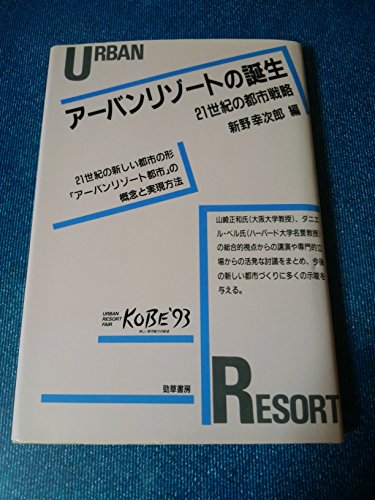 URBAN
アーバンリゾートの誕生
21世紀の都市戦略
新野幸次郎 編
21世紀の新しい都市の形
「アーバンリゾート都市」の
概念と実現方法
山崎正和氏(大阪大学教授)、ダニエ
ル・ベル氏(ハーバード大学名誉教授)
の総合的視点からの講演や専門的立
場からの活発な討議をまとめ、今後
の新しい都市づくりに多くの示唆を
与える。
URBAN
RESORT
FAIR
KOBE'93
勁草書房
RESORT